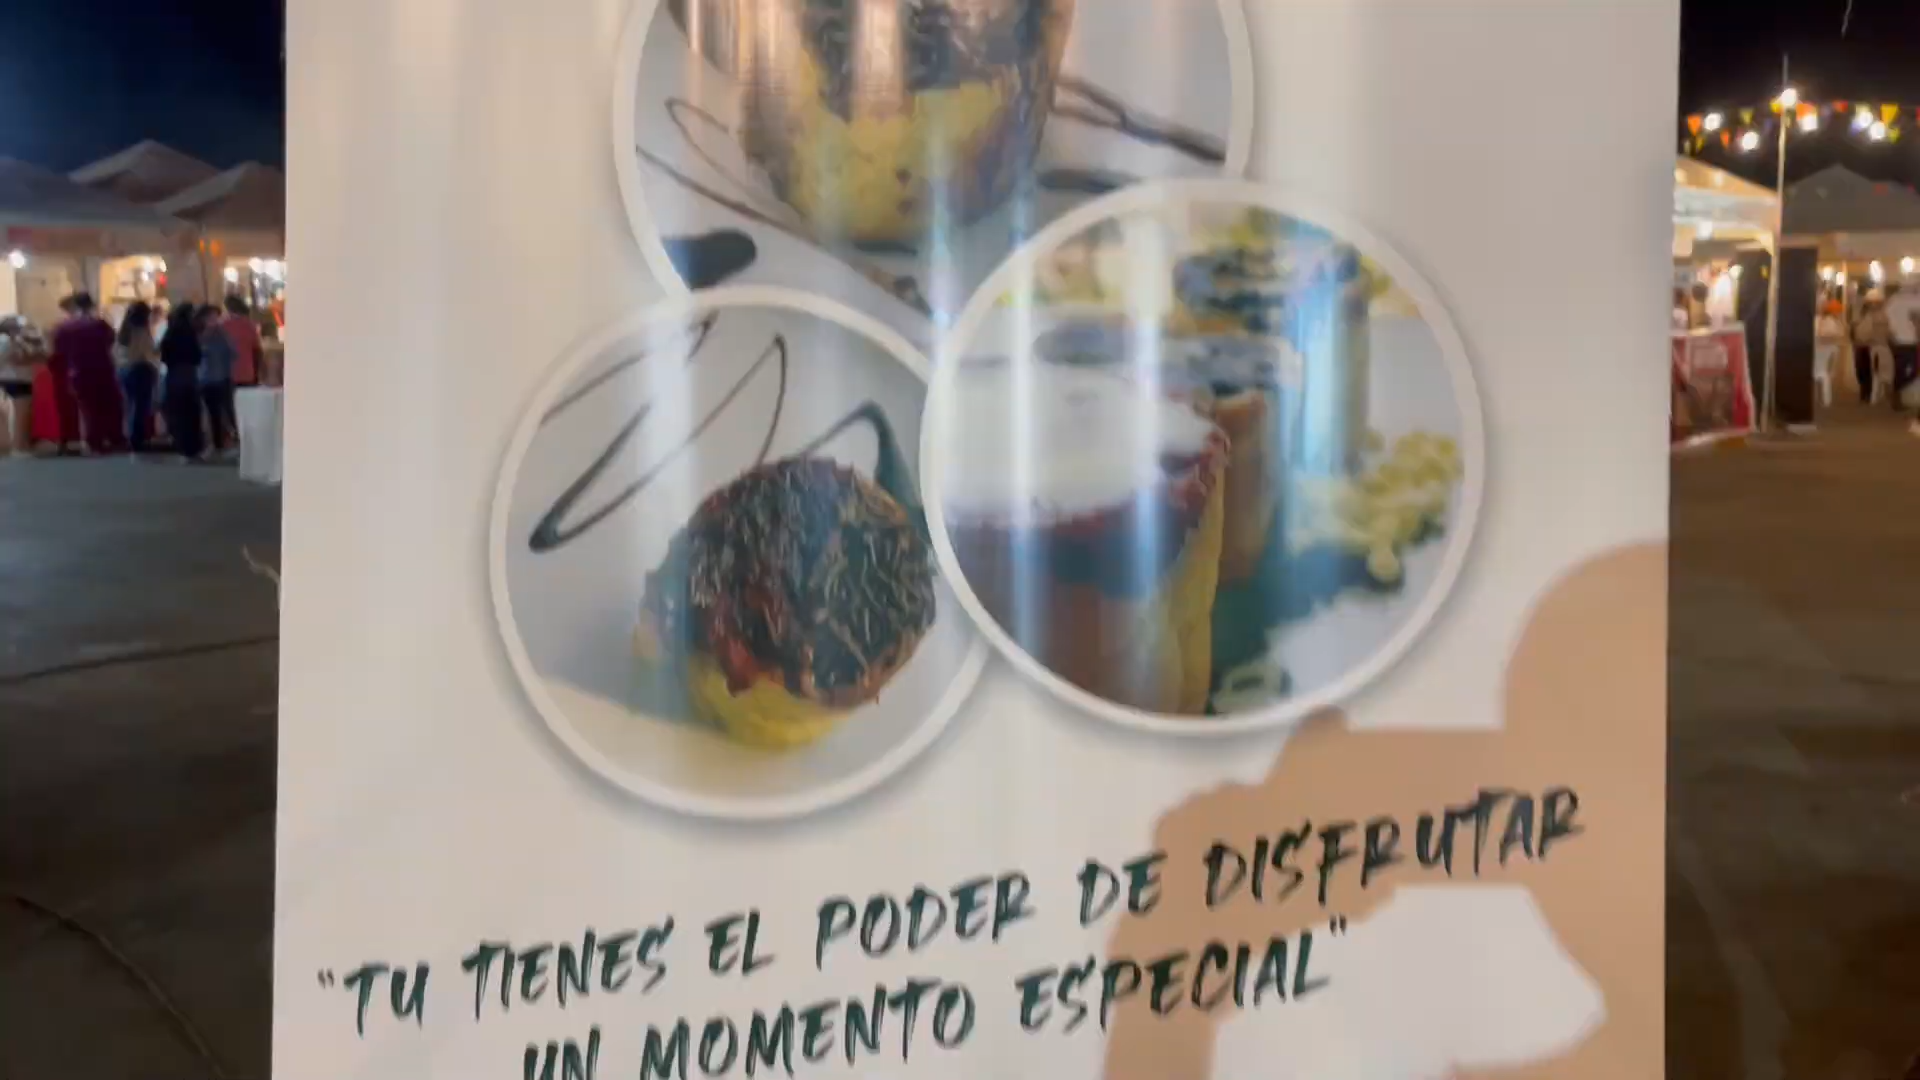 "TU TIENES EL PODER DE DISFRUTAR
UN MOMENTO ESPECIAL"